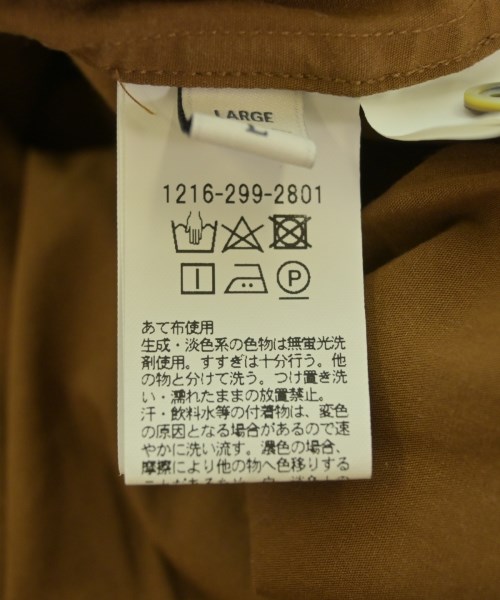 LARGE
1216-299-2801
P
あて布使用
生成・淡色系の色物は無蛍光洗
剤使用。すすぎは十分行う。他
の物と分けて洗う。つけ置き洗
い・濡れたままの放置禁止。
汗・飲料水等の付着物は、変色
の原因となる場合があるので速
やかに洗い流す。濃色の場合、
摩擦により他の物へ色移りする